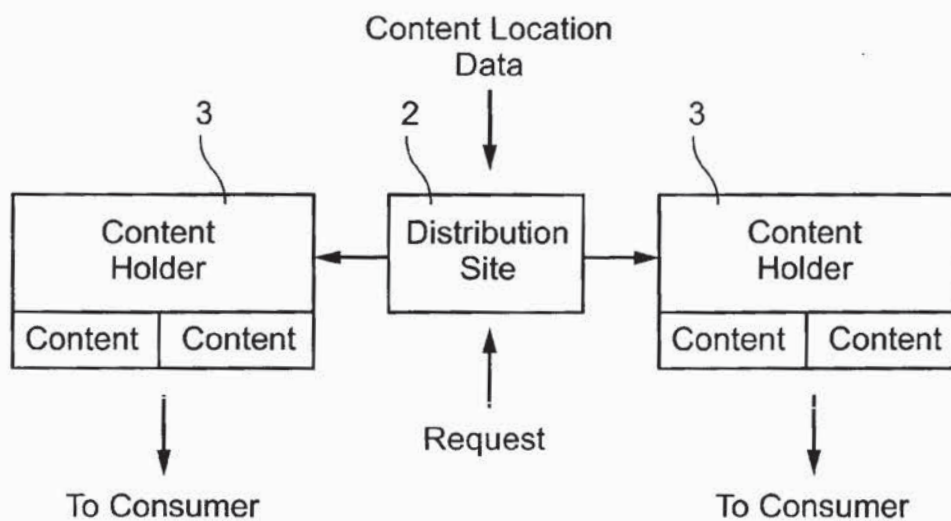 Content Location
Data
3
2
3
Content
Holder
Distribution
Site
Content
Holder
Content
Content
Content
Content
Request
To Consumer
To Consumer